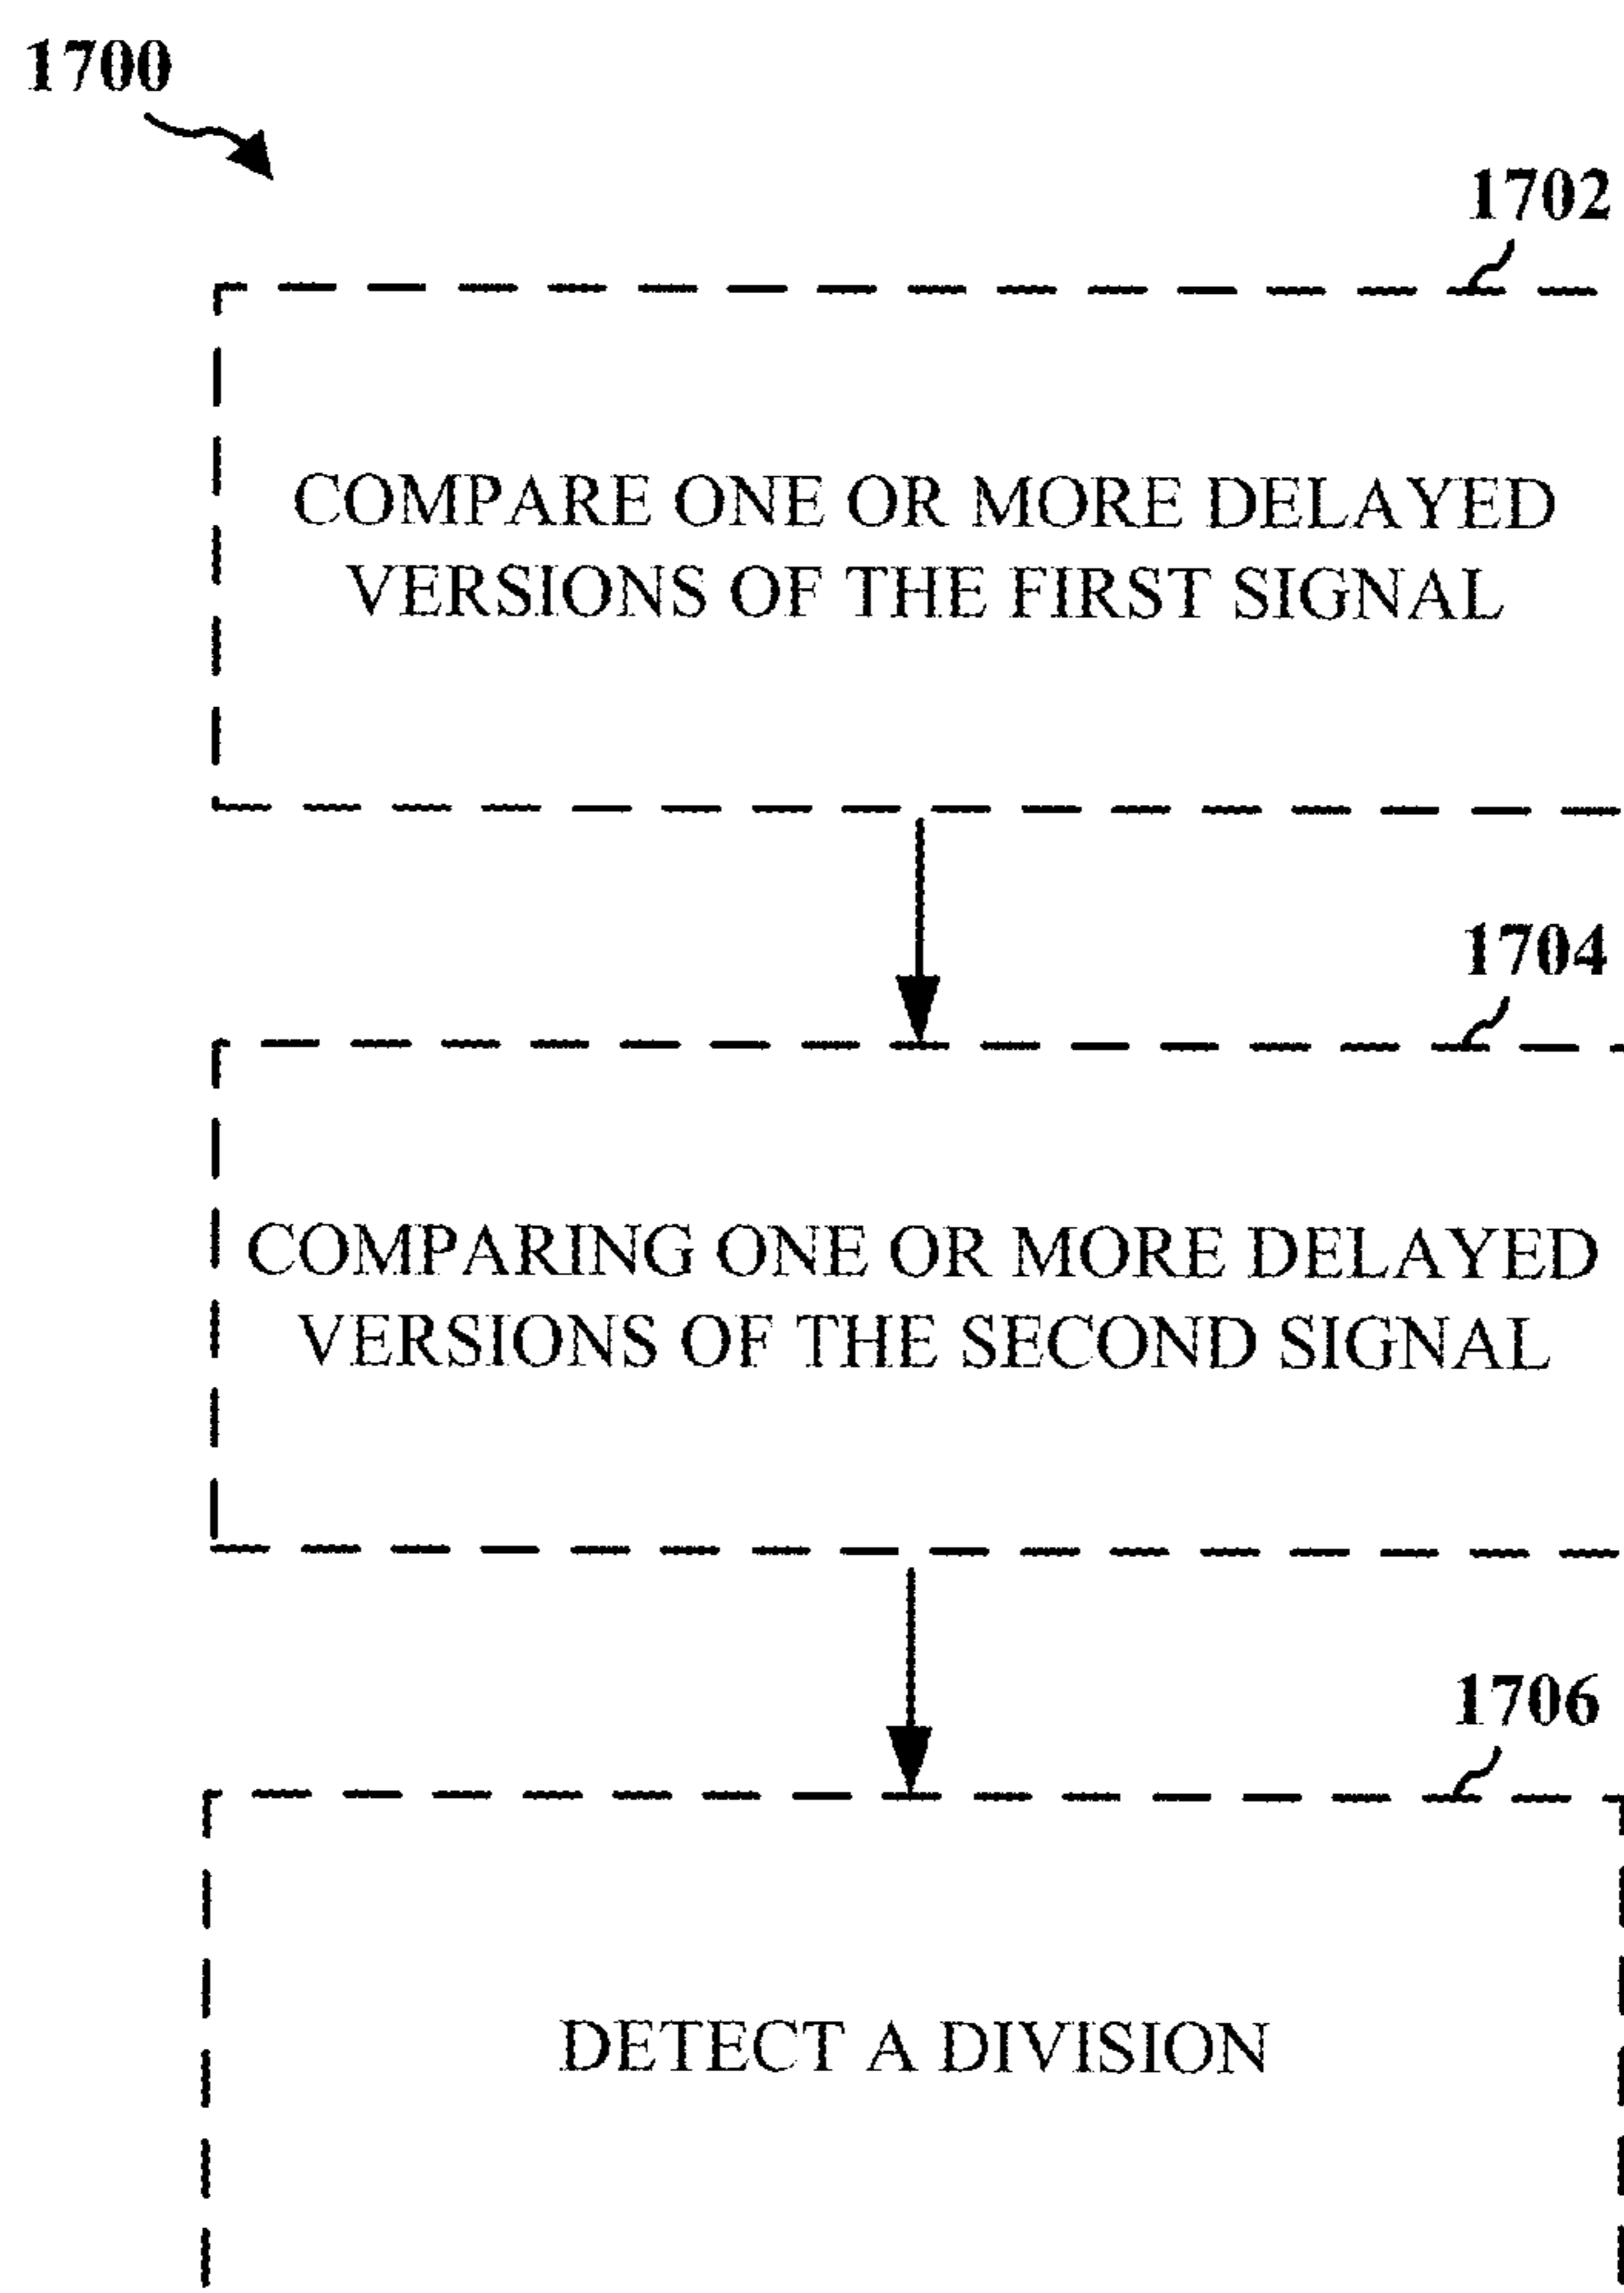 1700
1702
COMPARE ONE OR MORE DELAYED
VERSIONS OF THE FIRST SIGNAL
1704
COMPARING ONE OR MORE DELAYED
VERSIONS OF THE SECOND SIGNAL
1706
DETECT A DIVISION